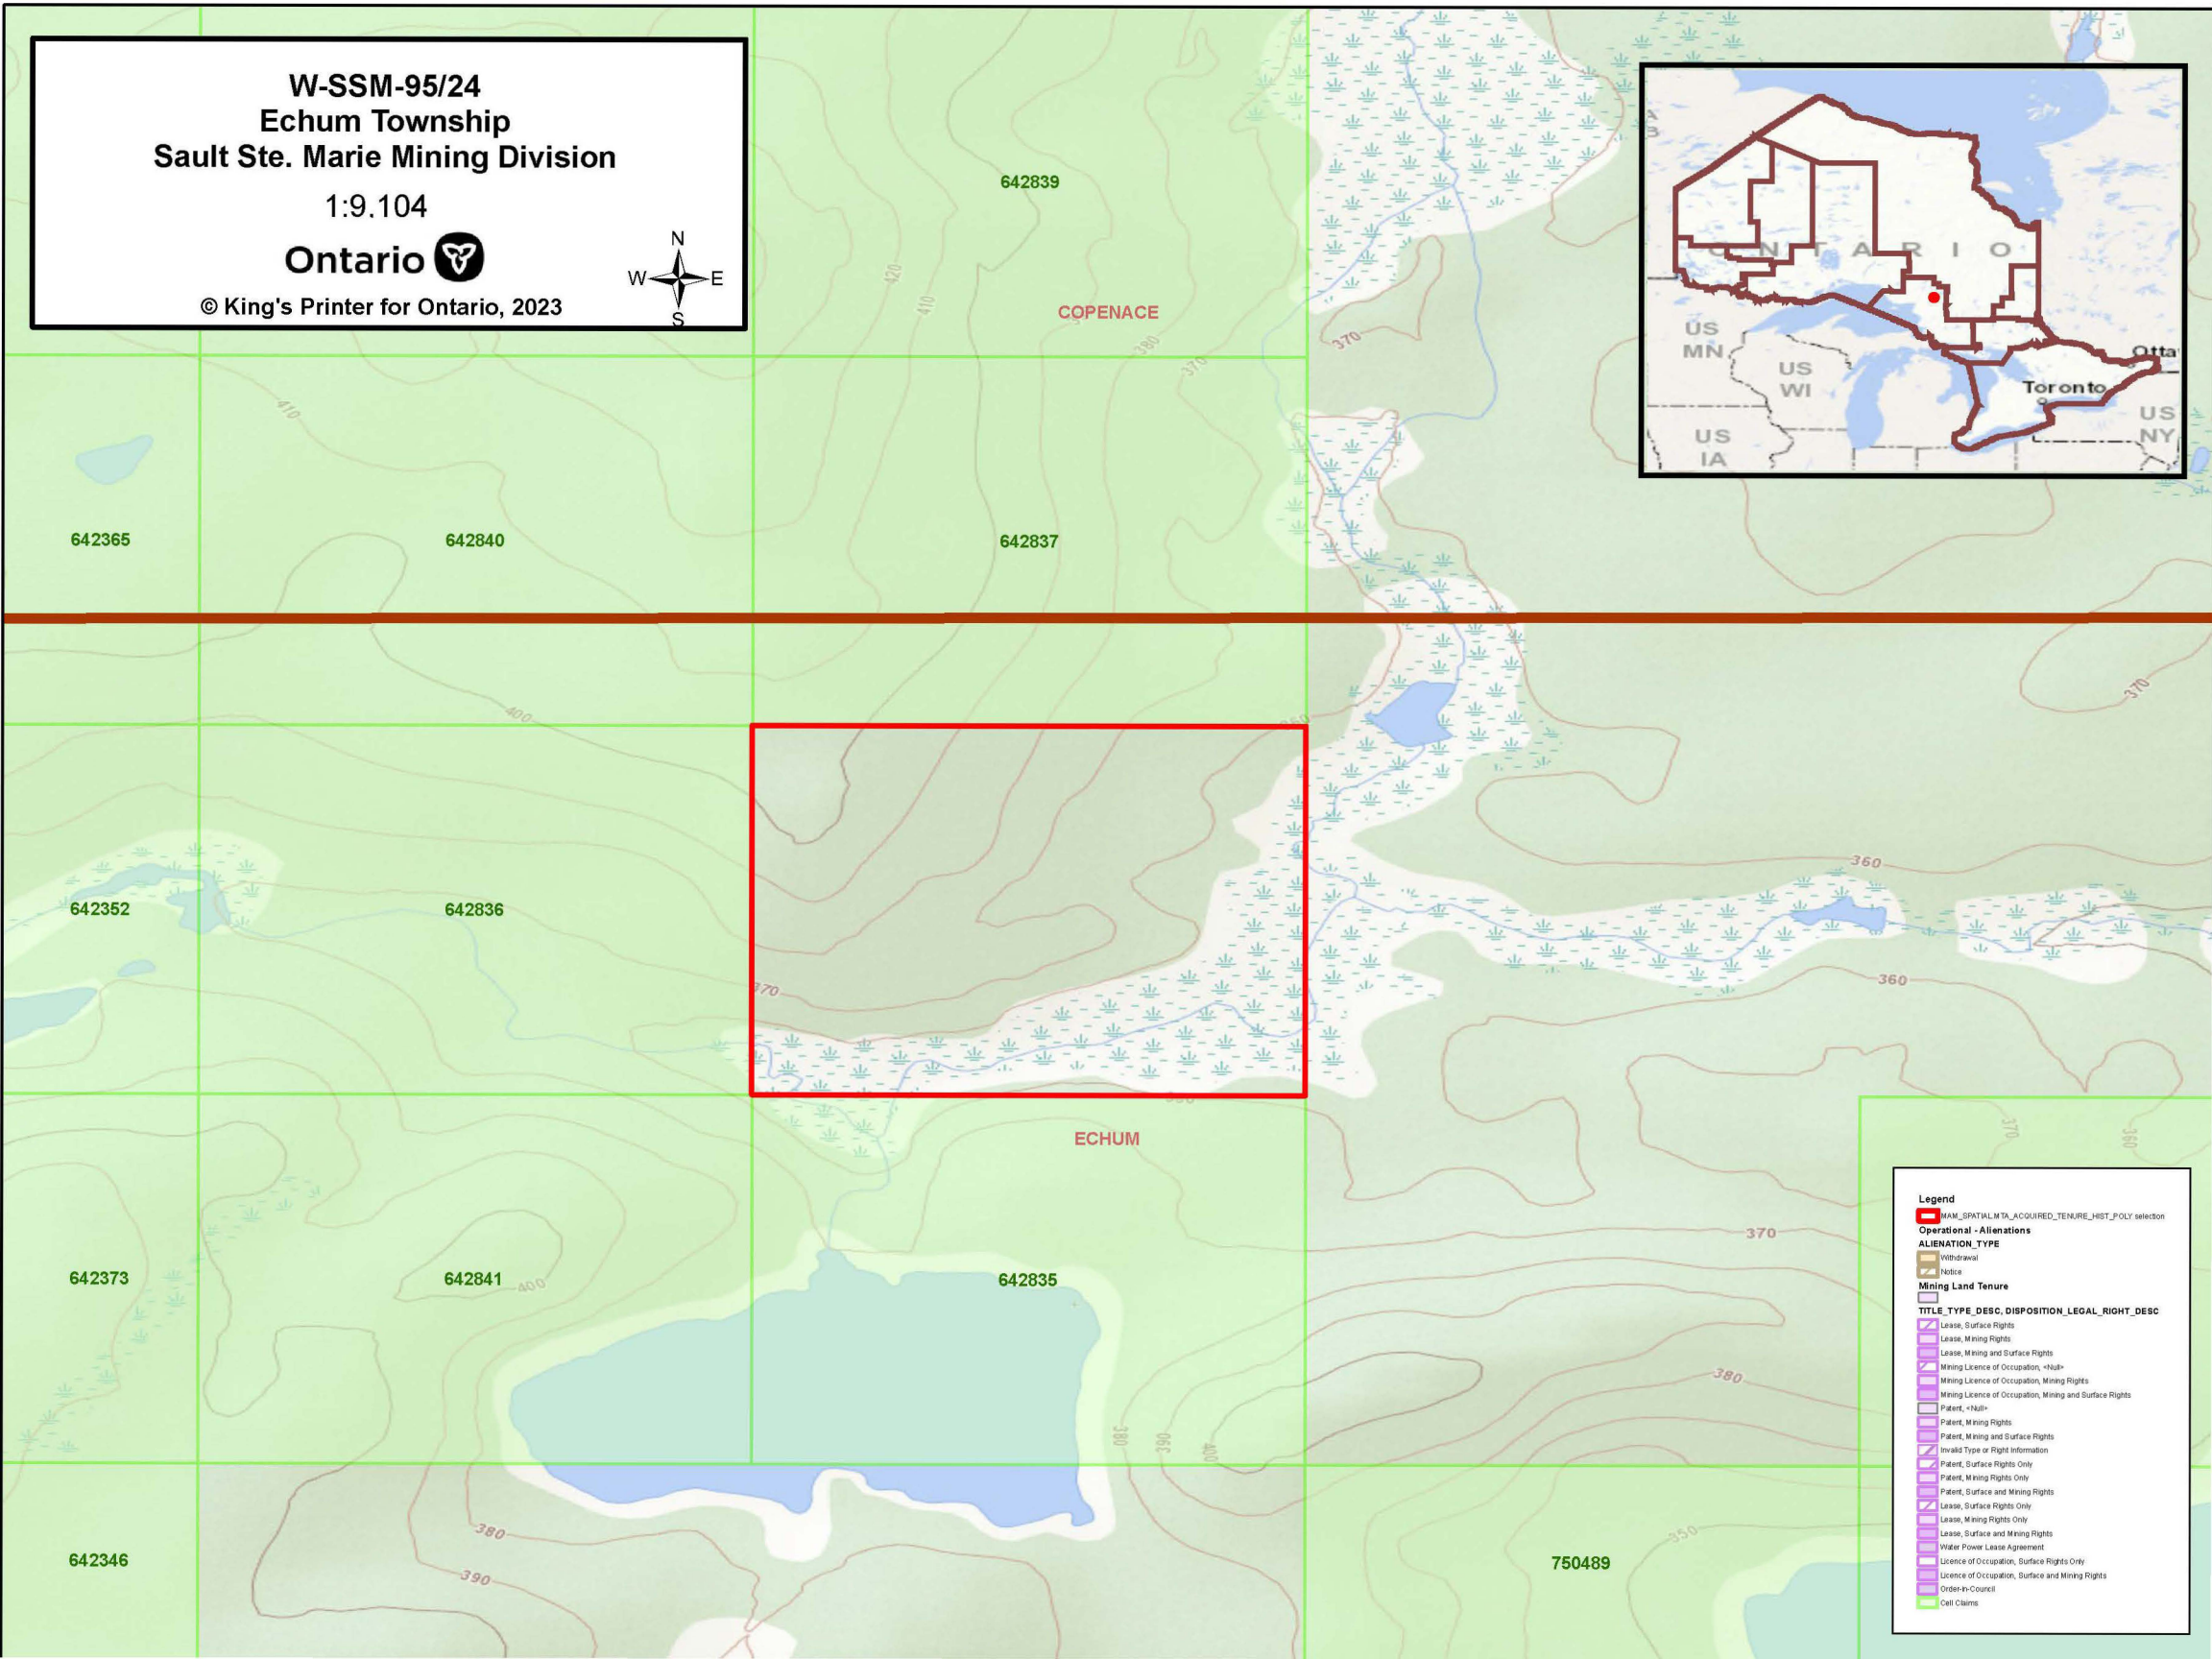 W-SSM-95/24
Echum Township
Sault Ste. Marie Mining Division
1:9,104
Ontario
© King's Printer for Ontario, 2023
N
W E
S
642839
COPENACE
420
410
380
370
370
410
642365
642840
642837
ONTARIO
US
MN
US
WI
US
IA
Otta
Toronto
US
NY
400
370
360
642352
642836
370
360
360
ECHUM
370
360
642373
642841
400
642835
370
380
380
390
400
380
390
642346
350
750489
Legend
MAM_SPATIAL.MTA_ACQUIRED_TENURE_HIST_POLY selection
Operational - Alienations
ALIENATION_TYPE
Withdrawal
Notice
Mining Land Tenure
TITLE_TYPE_DESC, DISPOSITION_LEGAL_RIGHT_DESC
Lease, Surface Rights
Lease, Mining Rights
Lease, Mining and Surface Rights
Mining Licence of Occupation, <Null>
Mining Licence of Occupation, Mining Rights
Mining Licence of Occupation, Mining and Surface Rights
Patent, <Null>
Patent, Mining Rights
Patent, Mining and Surface Rights
Invalid Type or Right Information
Patent, Surface Rights Only
Patent, Mining Rights Only
Patent, Surface and Mining Rights
Lease, Surface Rights Only
Lease, Mining Rights Only
Lease, Surface and Mining Rights
Water Power Lease Agreement
Licence of Occupation, Surface Rights Only
Licence of Occupation, Surface and Mining Rights
Order-in-Council
Cell Claims